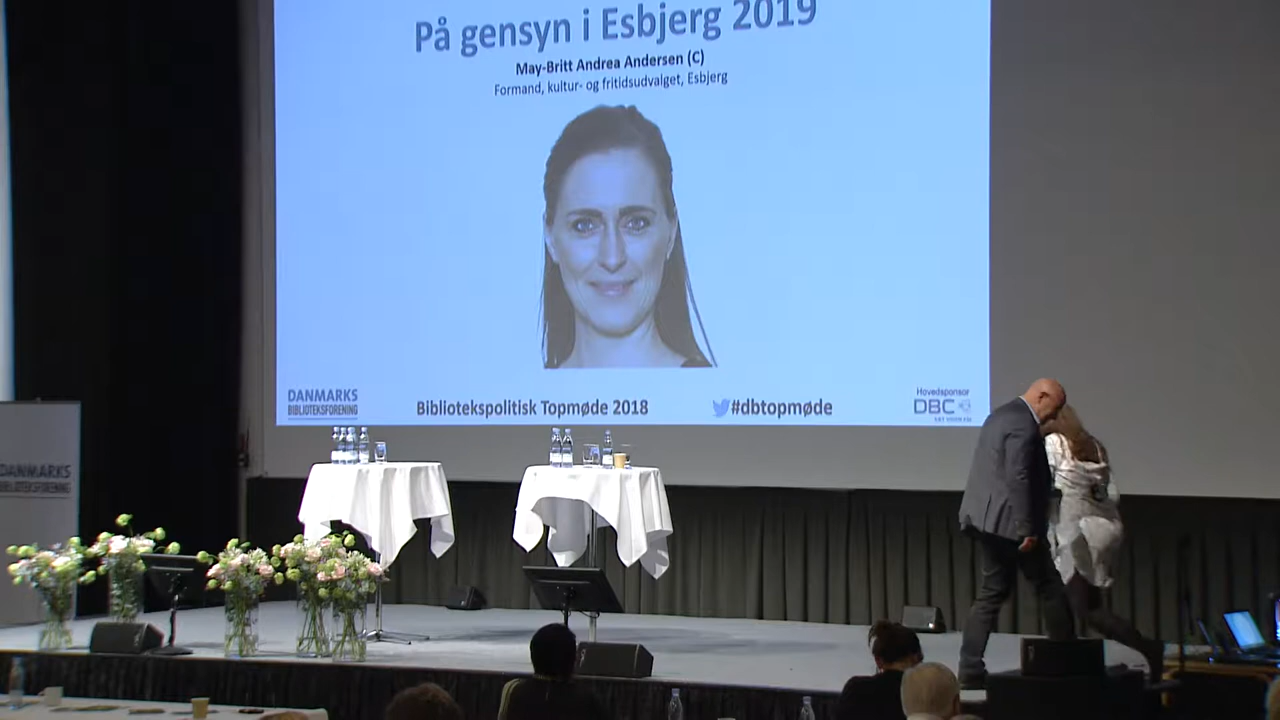 På gensyn i Esbjerg 2019
May-Britt Andrea Andersen (C)
Formand, kultur- og fritidsudvalget, Esbjerg
DANMARKS
BIBLIOTEKSFORENING
Bibliotekspolitisk Topmøde 2018
#dbtopmøde
Hovedsponsor
DBC
DANMARKS
BIBLIOTEKSFORENING